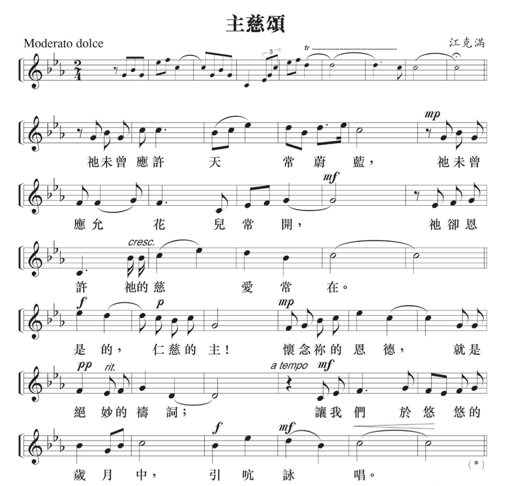 主慈頌
Moderato dolce
江克滿
3
3
tr
2
4
mp
祂未曾應許天常蔚藍，祂未曾
mf
應允花兒常開，祂卻恩
cresc.
許祂的慈愛常在。
f p mp
是的，仁慈的主！懷念祢的恩德，就是
pp rit. a tempo mf
絕妙的禱詞；讓我們於悠悠的
f mf
歲月中，引吭詠唱。
(*)